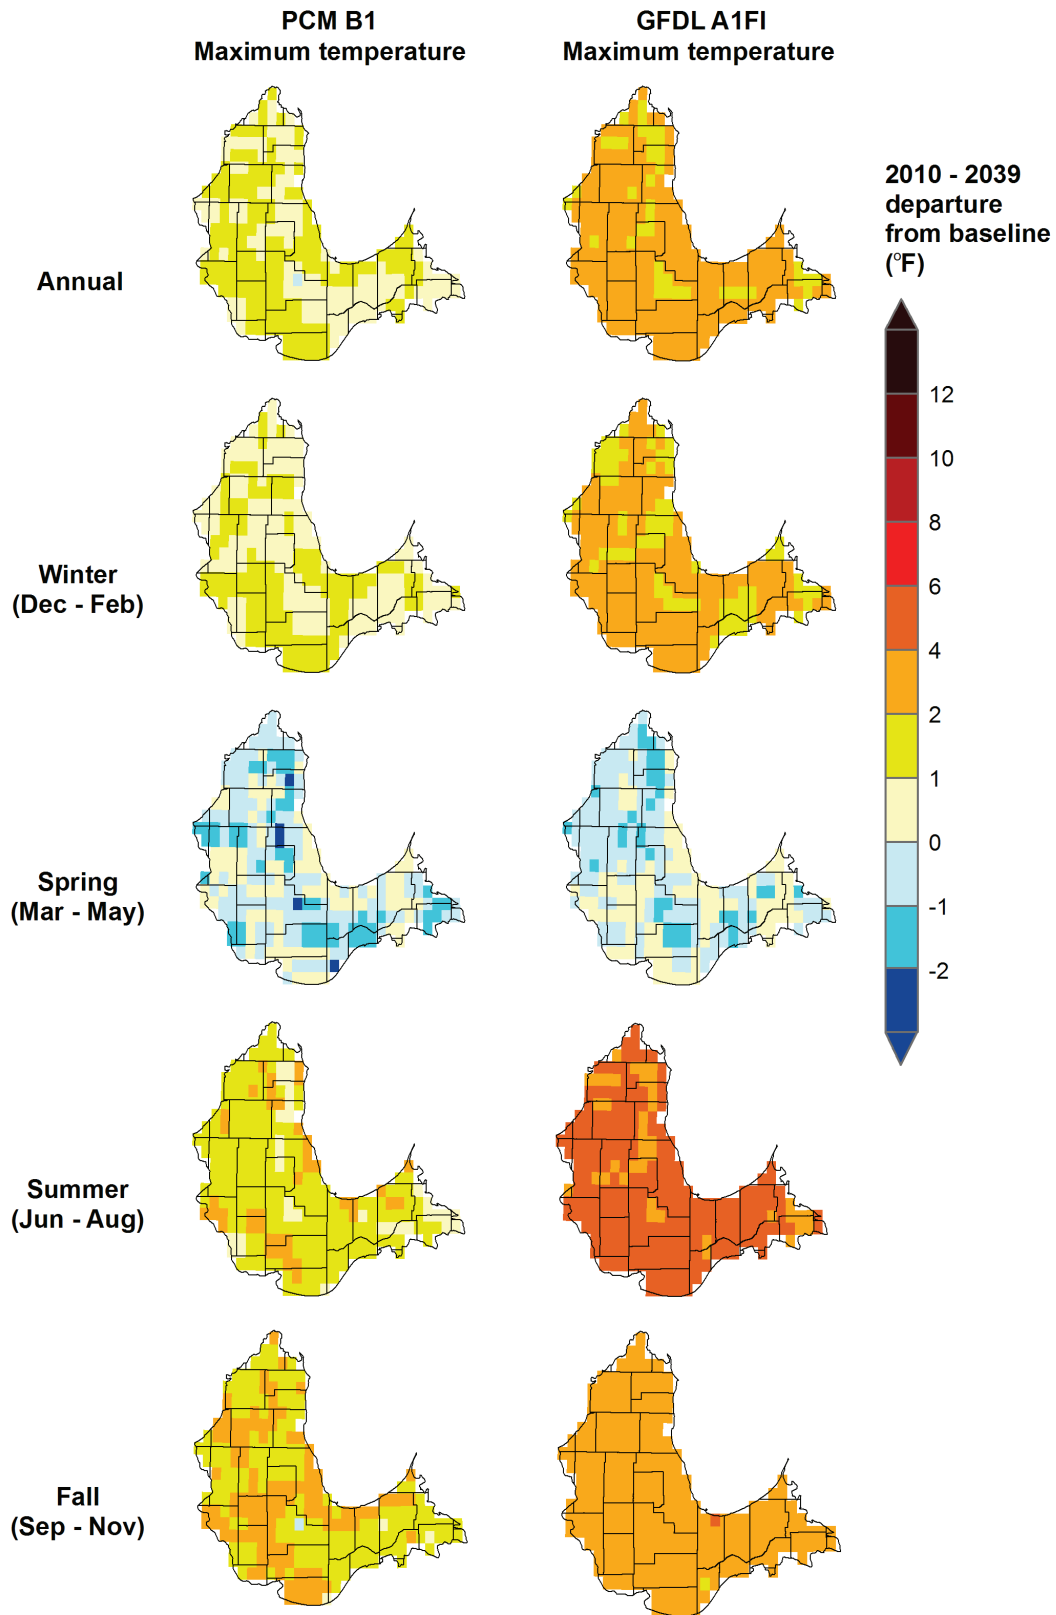 PCM B1
Maximum temperature
GFDL A1FI
Maximum temperature
2010 - 2039
departure
from baseline
(°F)
Annual
12
10
8
6
4
2
1
0
-1
-2
Winter
(Dec - Feb)
Spring
(Mar - May)
Summer
(Jun - Aug)
Fall
(Sep - Nov)